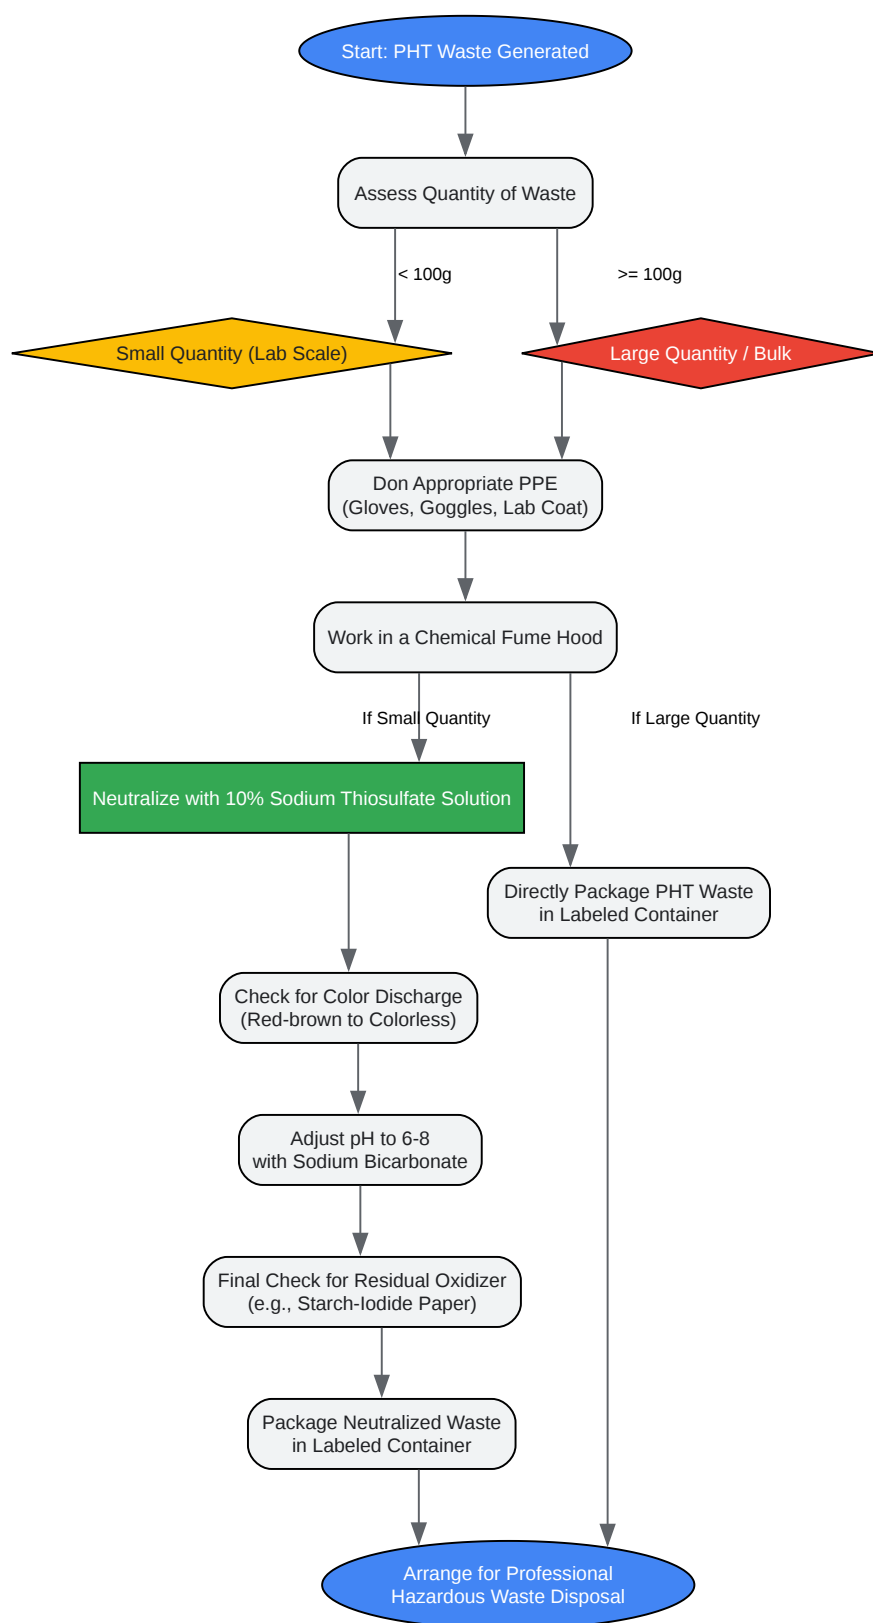 Start: PHT Waste Generated
Assess Quantity of Waste
< 100g
>= 100g
Small Quantity (Lab Scale)
Large Quantity / Bulk
Don Appropriate PPE
(Gloves, Goggles, Lab Coat)
Work in a Chemical Fume Hood
If Small Quantity
If Large Quantity
Neutralize with 10% Sodium Thiosulfate Solution
Directly Package PHT Waste
in Labeled Container
Check for Color Discharge
(Red-brown to Colorless)
Adjust pH to 6-8
with Sodium Bicarbonate
Final Check for Residual Oxidizer
(e.g., Starch-Iodide Paper)
Package Neutralized Waste
in Labeled Container
Arrange for Professional
Hazardous Waste Disposal